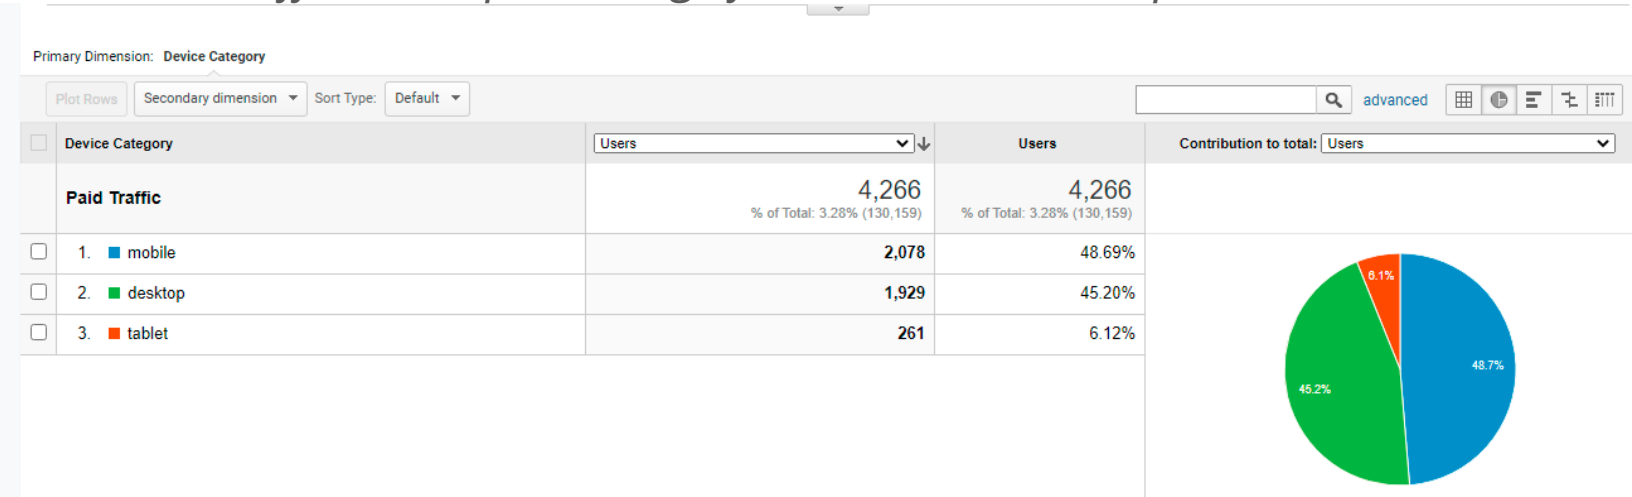 Primary Dimension: Device Category
Plot Rows Secondary dimension Sort Type: Default advanced
Device Category Users Users Contribution to total: Users
Paid Traffic 4,266 4,266
% of Total: 3.28% (130,159) % of Total: 3.28% (130,159)
1. mobile 2,078 48.69%
2. desktop 1,929 45.20%
3. tablet 261 6.12%
6.1%
48.7%
45.2%